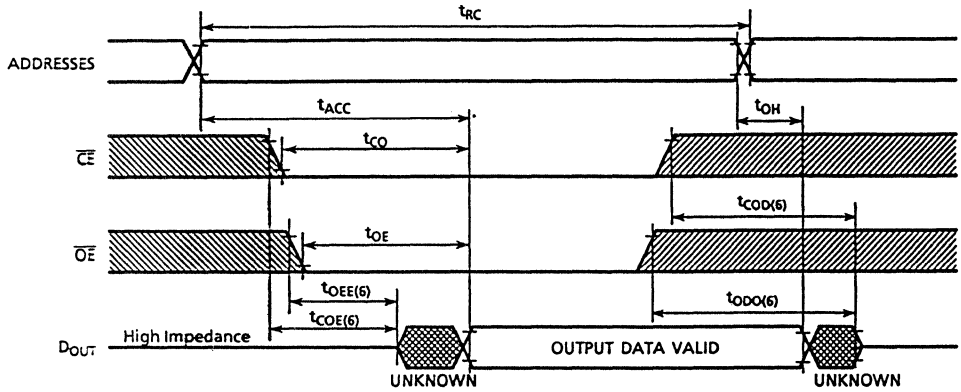 tRC
ADDRESSES
tACC
tOH
CE
tCO
tCOD(6)
OE
tOE
tOEE(6)
tODO(6)
tCOE(6)
DOUT
High Impedance
OUTPUT DATA VALID
UNKNOWN
UNKNOWN